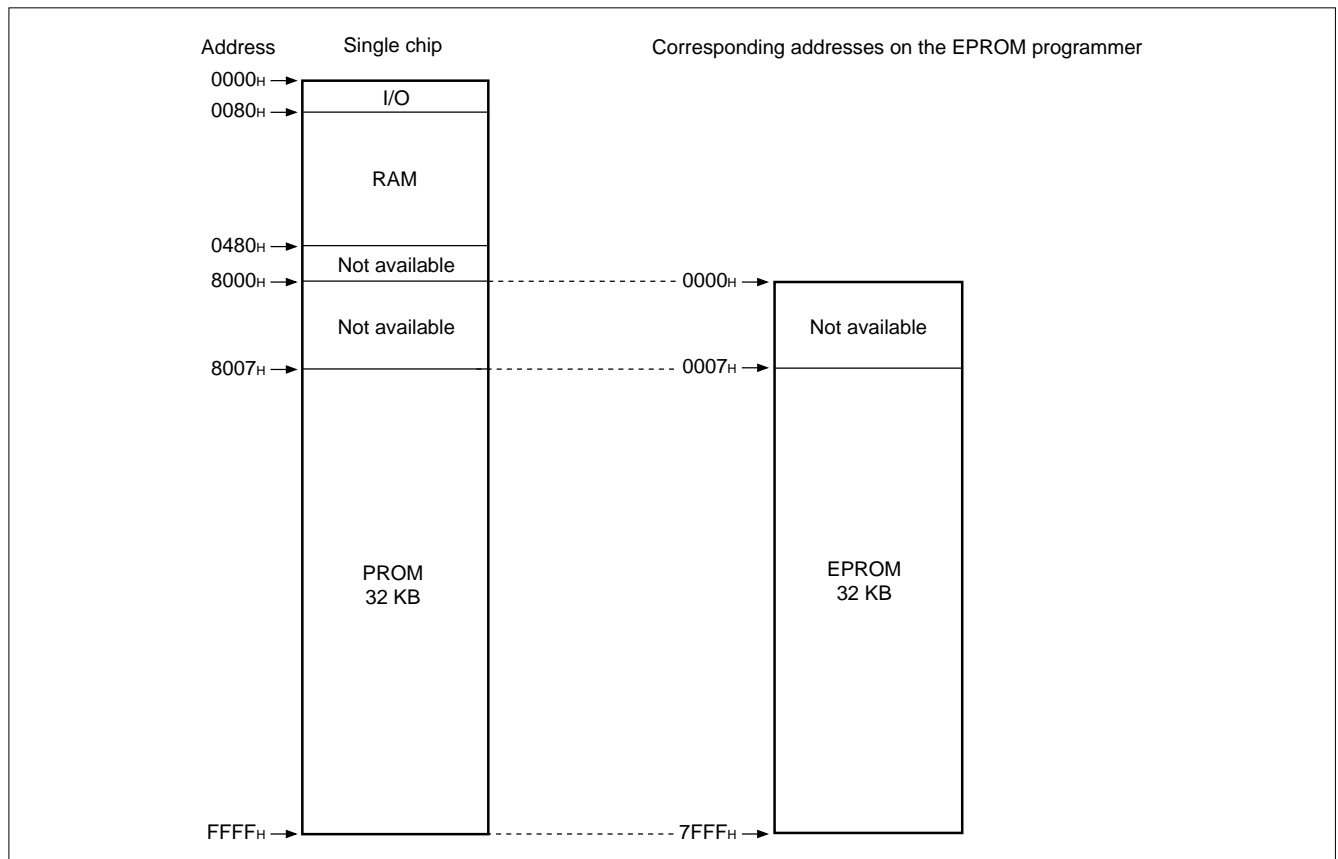 Address
Single chip
Corresponding addresses on the EPROM programmer
0000H
I/O
0080H
RAM
0480H
Not available
8000H
0000H
Not available
Not available
8007H
0007H
PROM
32 KB
EPROM
32 KB
FFFFH
7FFFH